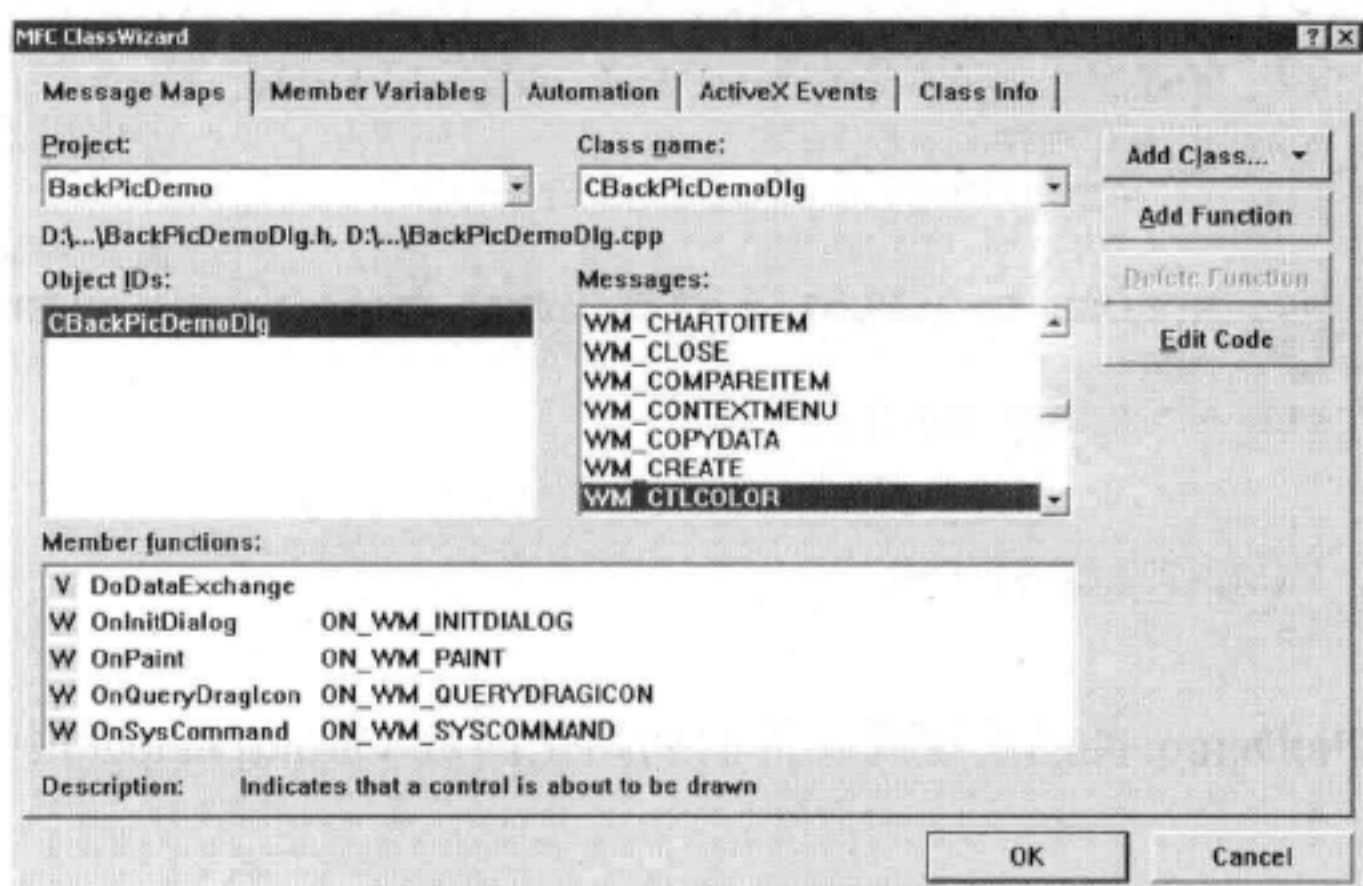 MFC ClassWizard
Message Maps
Member Variables
Automation
ActiveX Events
Class Info
Project:
Class name:
Add Class...
BackPicDemo
CBackPicDemoDlg
Add Function
D:\...\BackPicDemoDlg.h, D:\...\BackPicDemoDlg.cpp
Object IDs:
Messages:
Delete Function
CBackPicDemoDlg
WM_CHARTOITEM
WM_CLOSE
WM_COMPAREITEM
WM_CONTEXTMENU
WM_COPYDATA
WM_CREATE
WM_CTLCOLOR
Edit Code
Member functions:
V DoDataExchange
W OnInitDialog ON_WM_INITDIALOG
W OnPaint ON_WM_PAINT
W OnQueryDragIcon ON_WM_QUERYDRAGICON
W OnSysCommand ON_WM_SYSCOMMAND
Description: Indicates that a control is about to be drawn
OK
Cancel